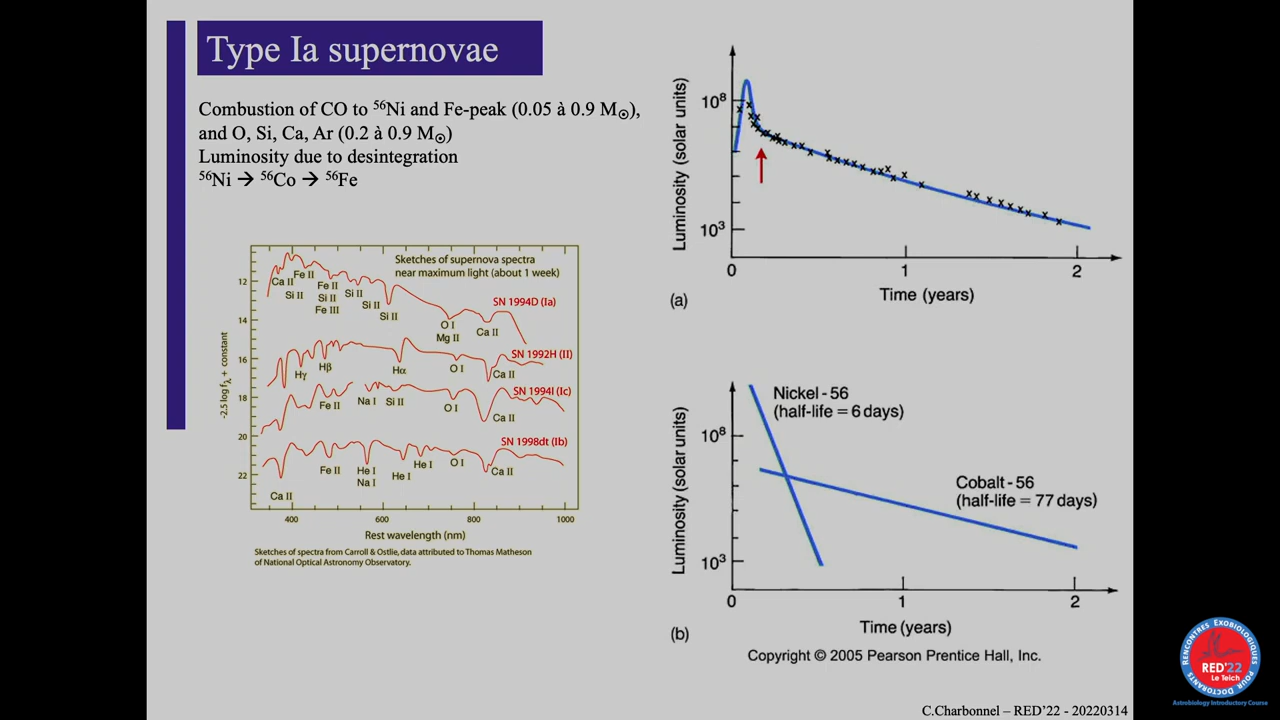 Type Ia supernovae
Combustion of CO to ⁵⁶Ni and Fe-peak (0.05 à 0.9 M☉),
and O, Si, Ca, Ar (0.2 à 0.9 M☉)
Luminosity due to desintegration
⁵⁶Ni → ⁵⁶Co → ⁵⁶Fe
Sketches of supernova spectra
near maximum light (about 1 week)
-2.5 log fλ + constant
12
14
16
18
20
22
Ca II
Fe II
Si II
Fe II
Si II
Fe III
Si II
Si II
Si II
SN 1994D (Ia)
O I
Mg II
Ca II
SN 1992H (II)
Hγ
Hβ
Hα
O I
Ca II
SN 1994I (Ic)
Fe II
Na I
Si II
O I
Ca II
SN 1998dt (Ib)
Ca II
Fe II
He I
Na I
He I
He I
O I
Ca II
400
600
800
1000
Rest wavelength (nm)
Sketches of spectra from Carroll & Ostlie, data attributed to Thomas Matheson
of National Optical Astronomy Observatory.
Luminosity (solar units)
10⁸
10³
0
1
2
Time (years)
(a)
Luminosity (solar units)
10⁸
10³
Nickel - 56
(half-life = 6 days)
Cobalt - 56
(half-life = 77 days)
0
1
2
Time (years)
(b)
Copyright © 2005 Pearson Prentice Hall, Inc.
RENCONTRES EXOBIOLOGIQUES
POUR DOCTORANTS
RED'22
Le Teich
Astrobiology Introductory Course
C.Charbonnel – RED'22 - 20220314